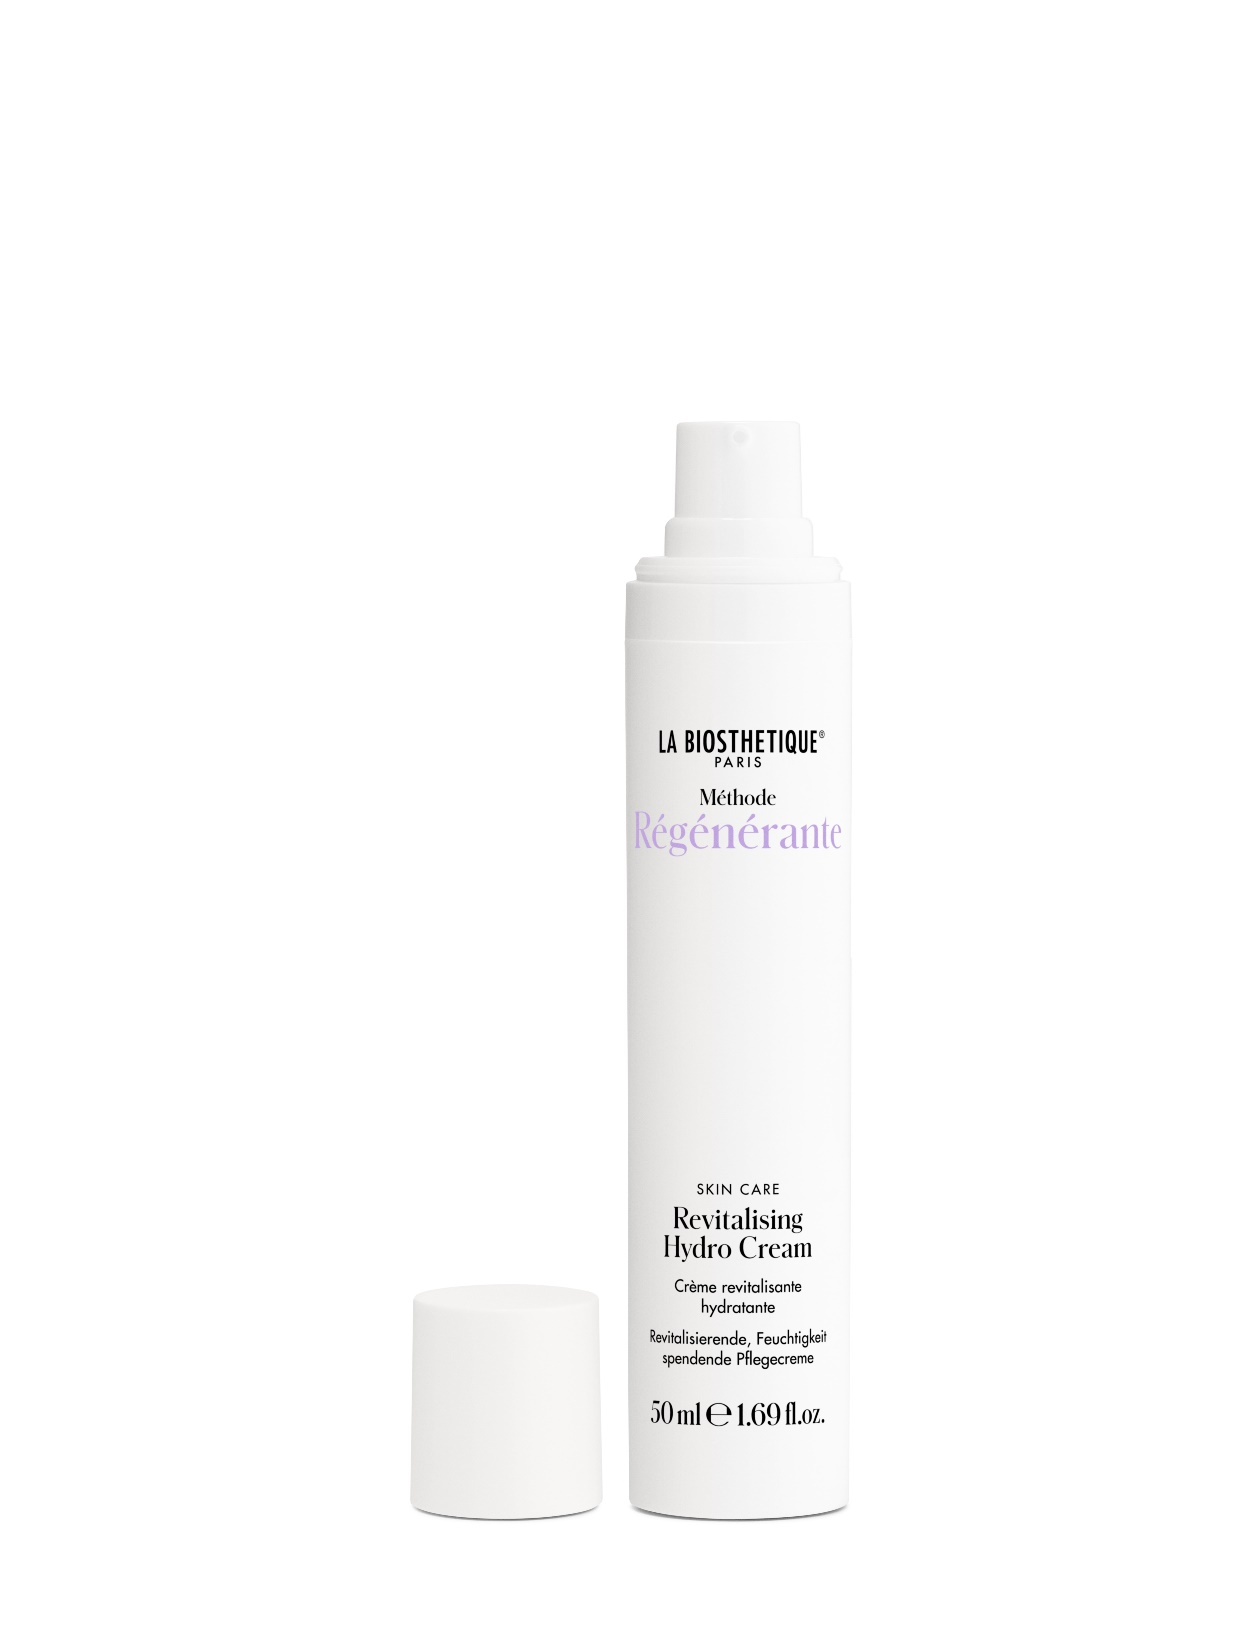 LA BIOSTHETIQUE®
PARIS
Méthode
Régénérante
SKIN CARE
Revitalising
Hydro Cream
Crème revitalisante
hydratante
Revitalisierende, Feuchtigkeit
spendende Pflegecreme
50 ml ℮ 1.69 fl.oz.